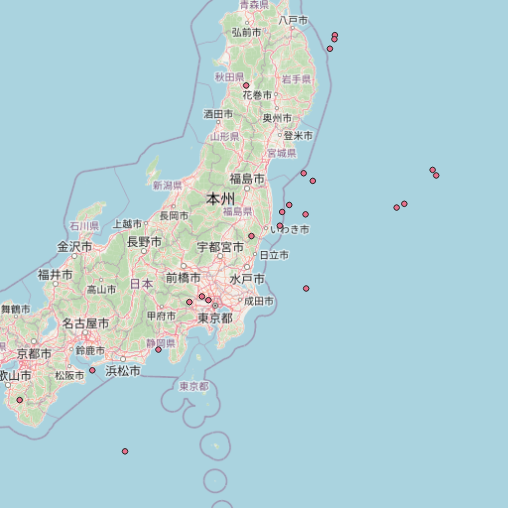 青森県
八戸市
弘前市
秋田県
岩手県
花巻市
奥州市
酒田市
登米市
山形県
宮城県
福島市
新潟県
本州
長岡市
福島県
石川県
上越市
いわき市
長野市
金沢市
宇都宮市
日立市
福井市
前橋市
水戸市
高山市
日本
成田市
舞鶴市
甲府市
東京都
名古屋市
静岡県
京都市
鈴鹿市
浜松市
松阪市
歌山市
東京都